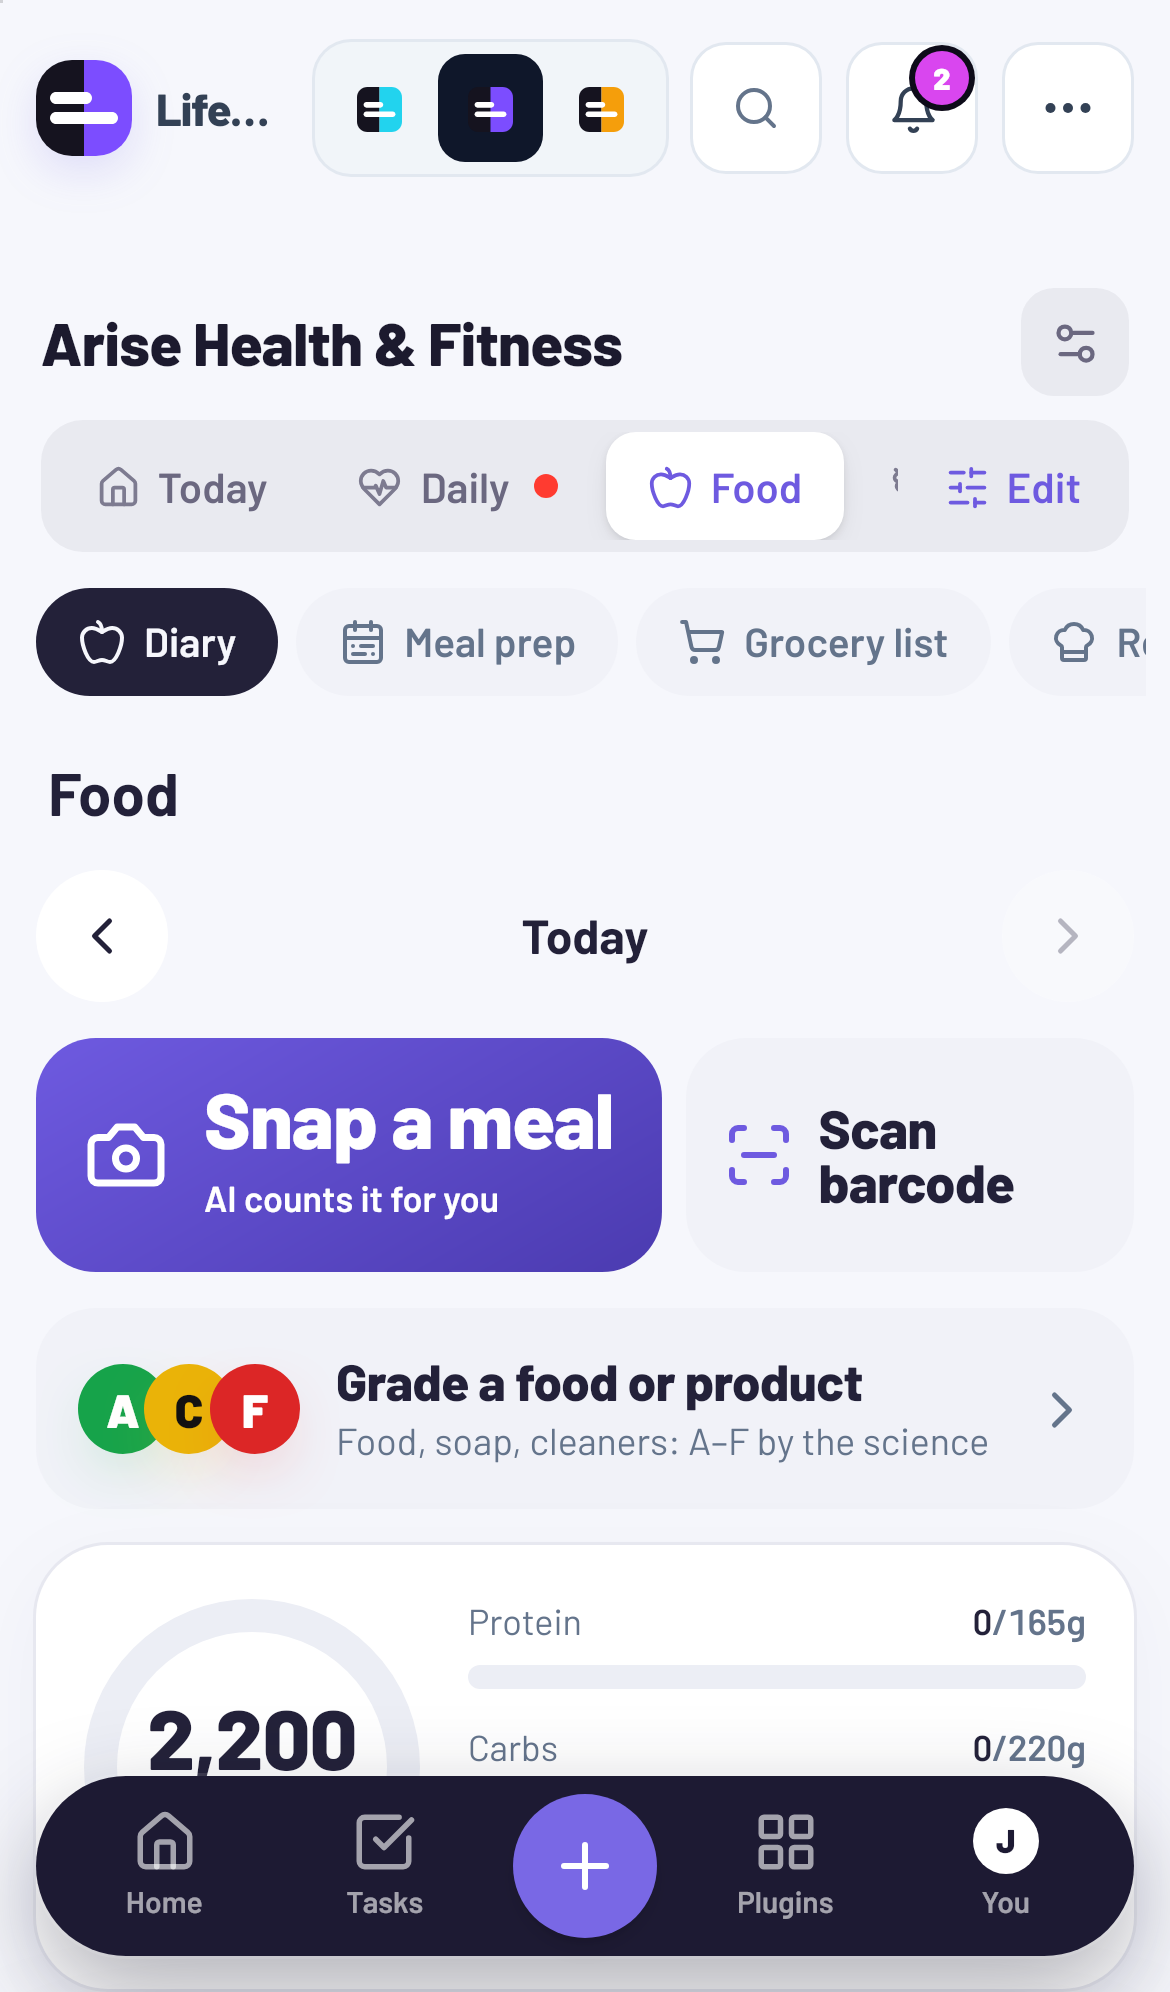 Life...
2
Arise Health & Fitness
Today
Daily
Food
Edit
Diary
Meal prep
Grocery list
Food
Today
Snap a meal
AI counts it for you
Scan
barcode
A C F
Grade a food or product
Food, soap, cleaners: A–F by the science
Protein
0/165g
2,200
Carbs
0/220g
Home
Tasks
Plugins
J
You